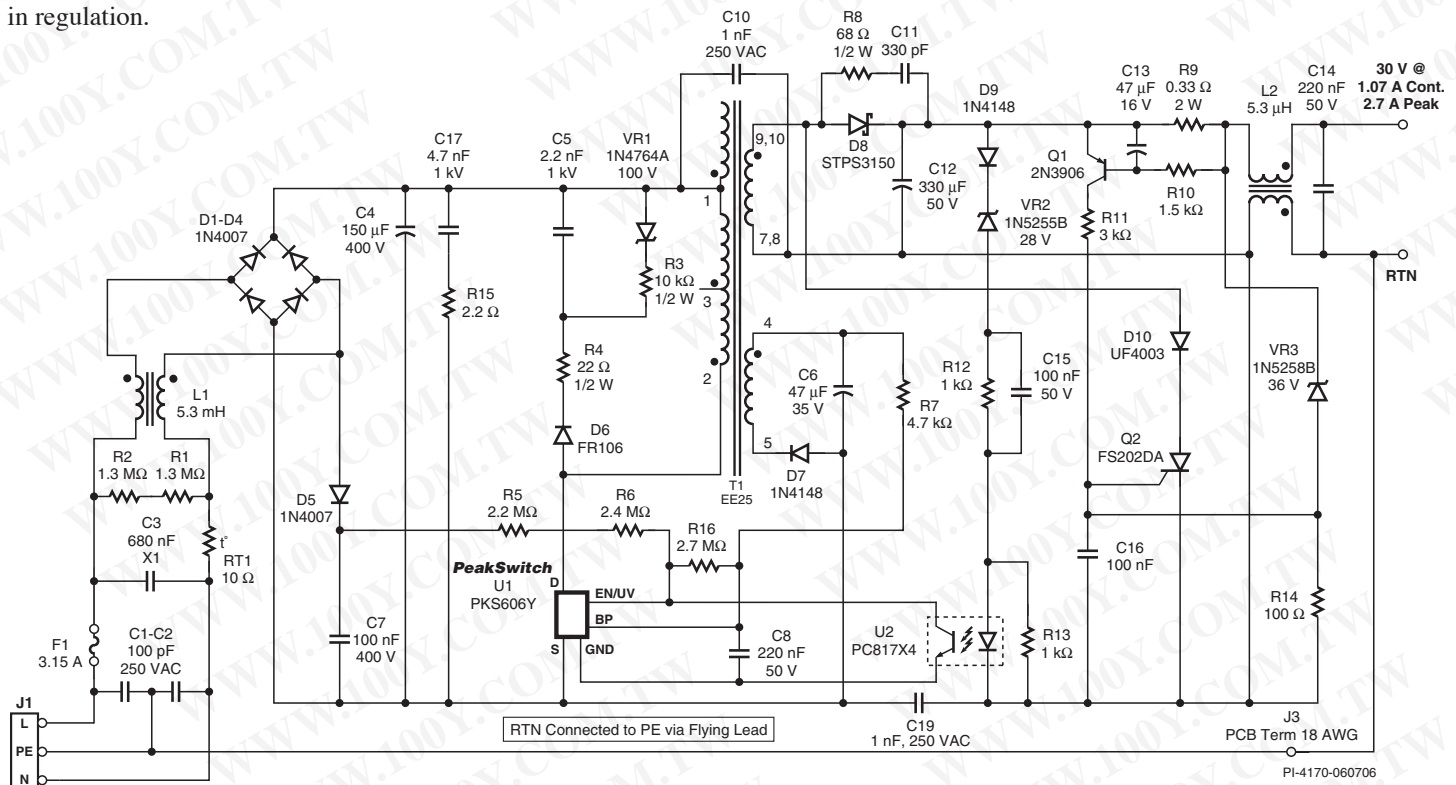 in regulation.
C10
1 nF
250 VAC
R8
68 Ω
1/2 W
C11
330 pF
D9
1N4148
C13
47 µF
16 V
R9
0.33 Ω
2 W
L2
5.3 µH
C14
220 nF
50 V
30 V @
1.07 A Cont.
2.7 A Peak
C17
4.7 nF
1 kV
C5
2.2 nF
1 kV
VR1
1N4764A
100 V
9,10
D8
STPS3150
C12
330 µF
50 V
Q1
2N3906
R10
1.5 kΩ
D1-D4
1N4007
C4
150 µF
400 V
1
VR2
1N5255B
28 V
R11
3 kΩ
7,8
RTN
R15
2.2 Ω
R3
10 kΩ
1/2 W
3
4
D10
UF4003
VR3
1N5258B
36 V
L1
5.3 mH
R4
22 Ω
1/2 W
2
C6
47 µF
35 V
R7
4.7 kΩ
R12
1 kΩ
C15
100 nF
50 V
D6
FR106
5
D7
1N4148
Q2
FS202DA
R2
1.3 MΩ
R1
1.3 MΩ
T1
EE25
D5
1N4007
R5
2.2 MΩ
R6
2.4 MΩ
C3
680 nF
X1
t°
RT1
10 Ω
R16
2.7 MΩ
C16
100 nF
PeakSwitch
U1
PKS606Y
D
EN/UV
BP
S
GND
R14
100 Ω
F1
3.15 A
C1-C2
100 pF
250 VAC
C7
100 nF
400 V
C8
220 nF
50 V
U2
PC817X4
R13
1 kΩ
J1
L
PE
N
RTN Connected to PE via Flying Lead
C19
1 nF, 250 VAC
J3
PCB Term 18 AWG
PI-4170-060706
WWW.100Y.COM.TW